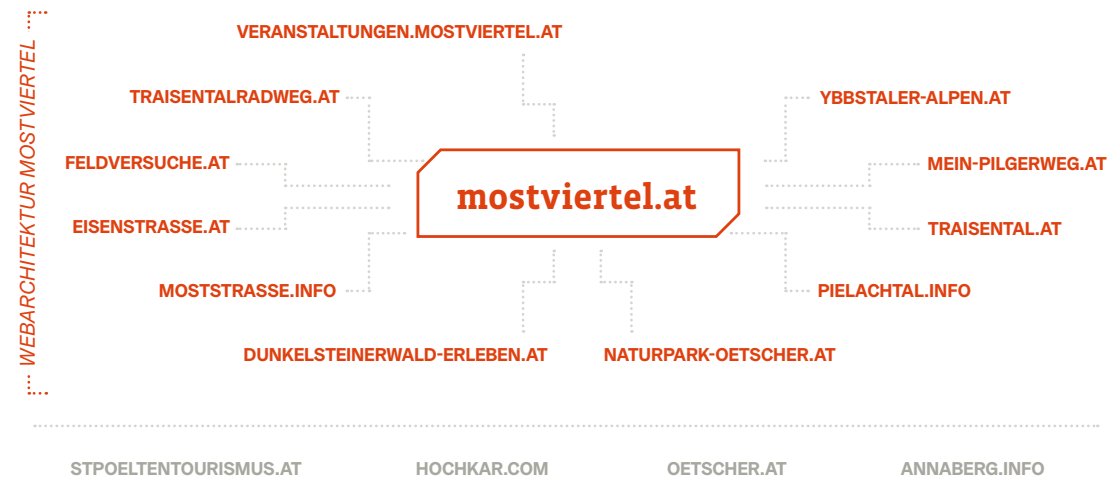 WEBARCHITEKTUR MOSTVIERTEL
VERANSTALTUNGEN.MOSTVIERTEL.AT
TRAISENTALRADWEG.AT
YBBSTALER-ALPEN.AT
FELDVERSUCHE.AT
MEIN-PILGERWEG.AT
mostviertel.at
EISENSTRASSE.AT
TRAISENTAL.AT
MOSTSTRASSE.INFO
PIELACHTAL.INFO
DUNKELSTEINERWALD-ERLEBEN.AT
NATURPARK-OETSCHER.AT
STPOELTENTOURISMUS.AT
HOCHKAR.COM
OETSCHER.AT
ANNABERG.INFO